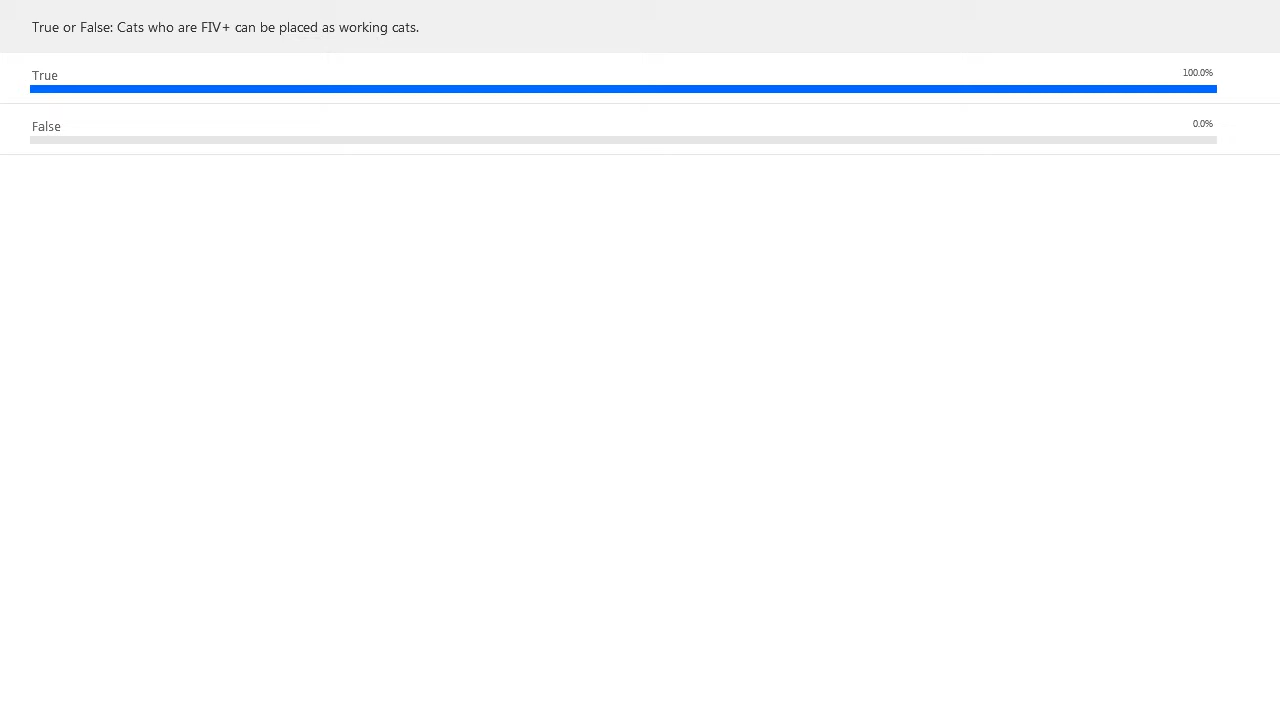 True or False: Cats who are FIV+ can be placed as working cats.
True
100.0%
False
0.0%